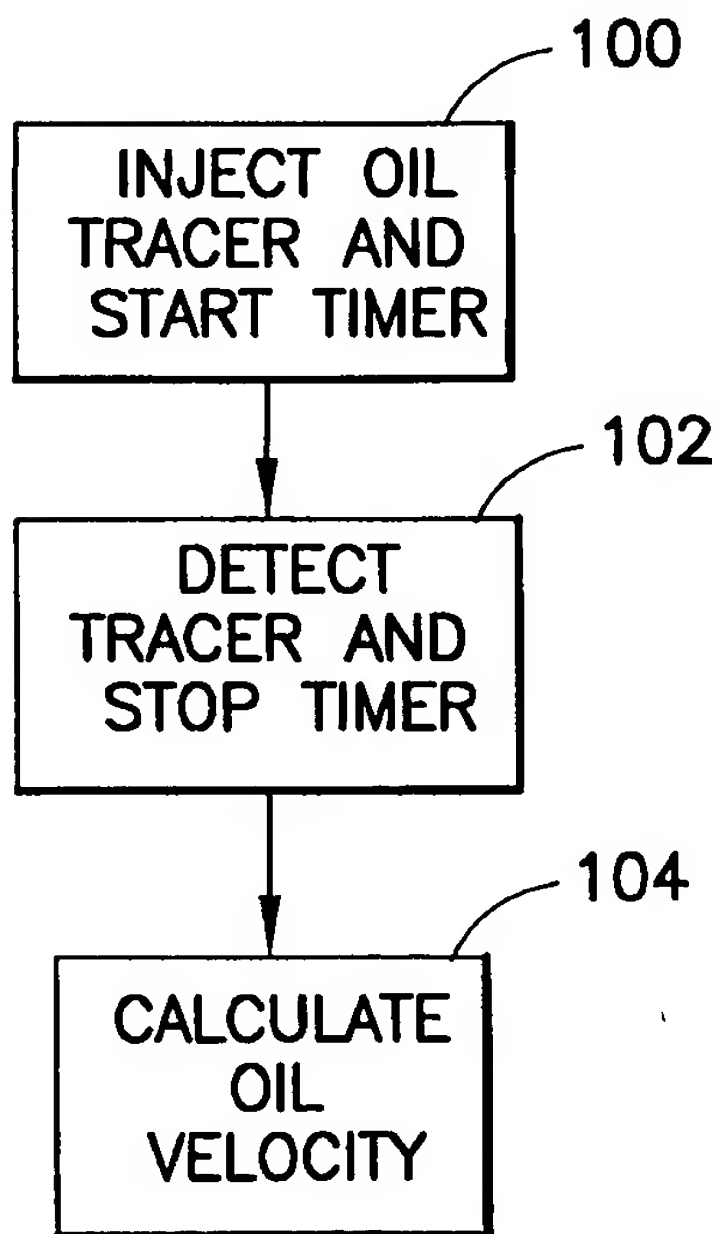 100
INJECT OIL
TRACER AND
START TIMER
102
DETECT
TRACER AND
STOP TIMER
104
CALCULATE
OIL
VELOCITY